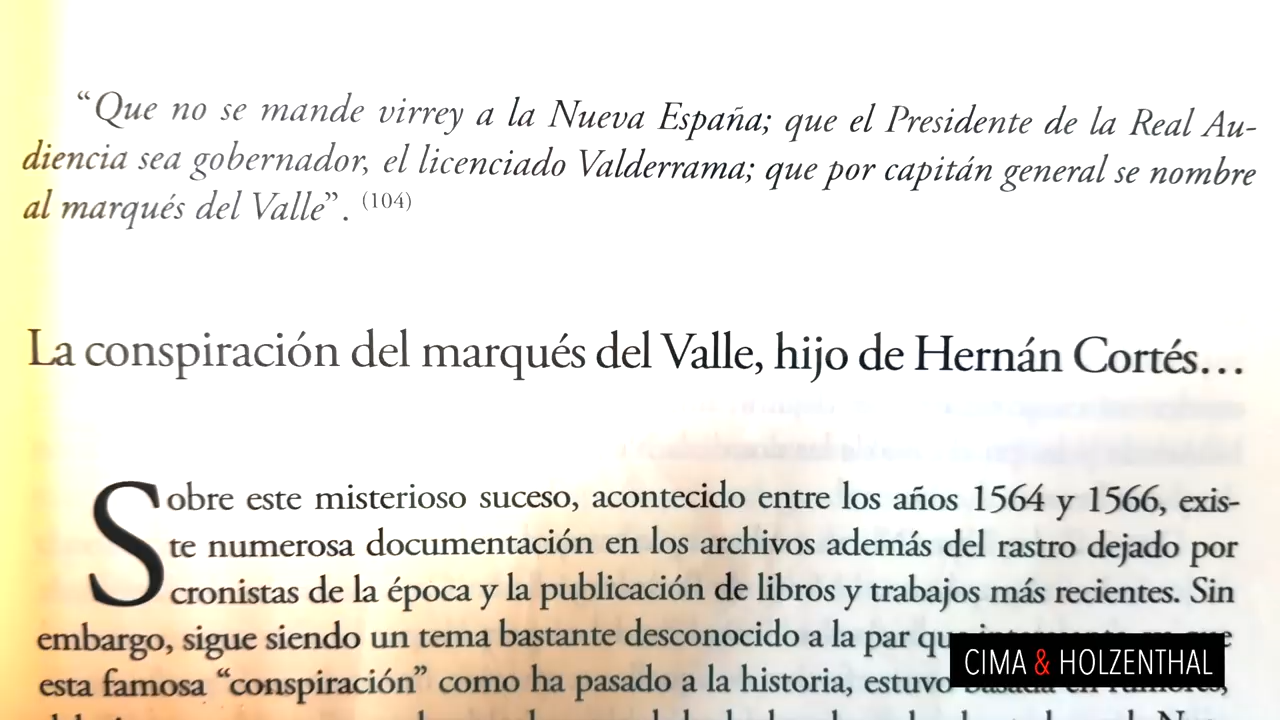 “Que no se mande virrey a la Nueva España; que el Presidente de la Real Au-
diencia sea gobernador, el licenciado Valderrama; que por capitán general se nombre
al marqués del Valle”. (104)
La conspiración del marqués del Valle, hijo de Hernán Cortés...
Sobre este misterioso suceso, acontecido entre los años 1564 y 1566, exis-
te numerosa documentación en los archivos además del rastro dejado por
cronistas de la época y la publicación de libros y trabajos más recientes. Sin
embargo, sigue siendo un tema bastante desconocido a la par
esta famosa “conspiración” como ha pasado a la historia, estuvo
CIMA & HOLZENTHAL